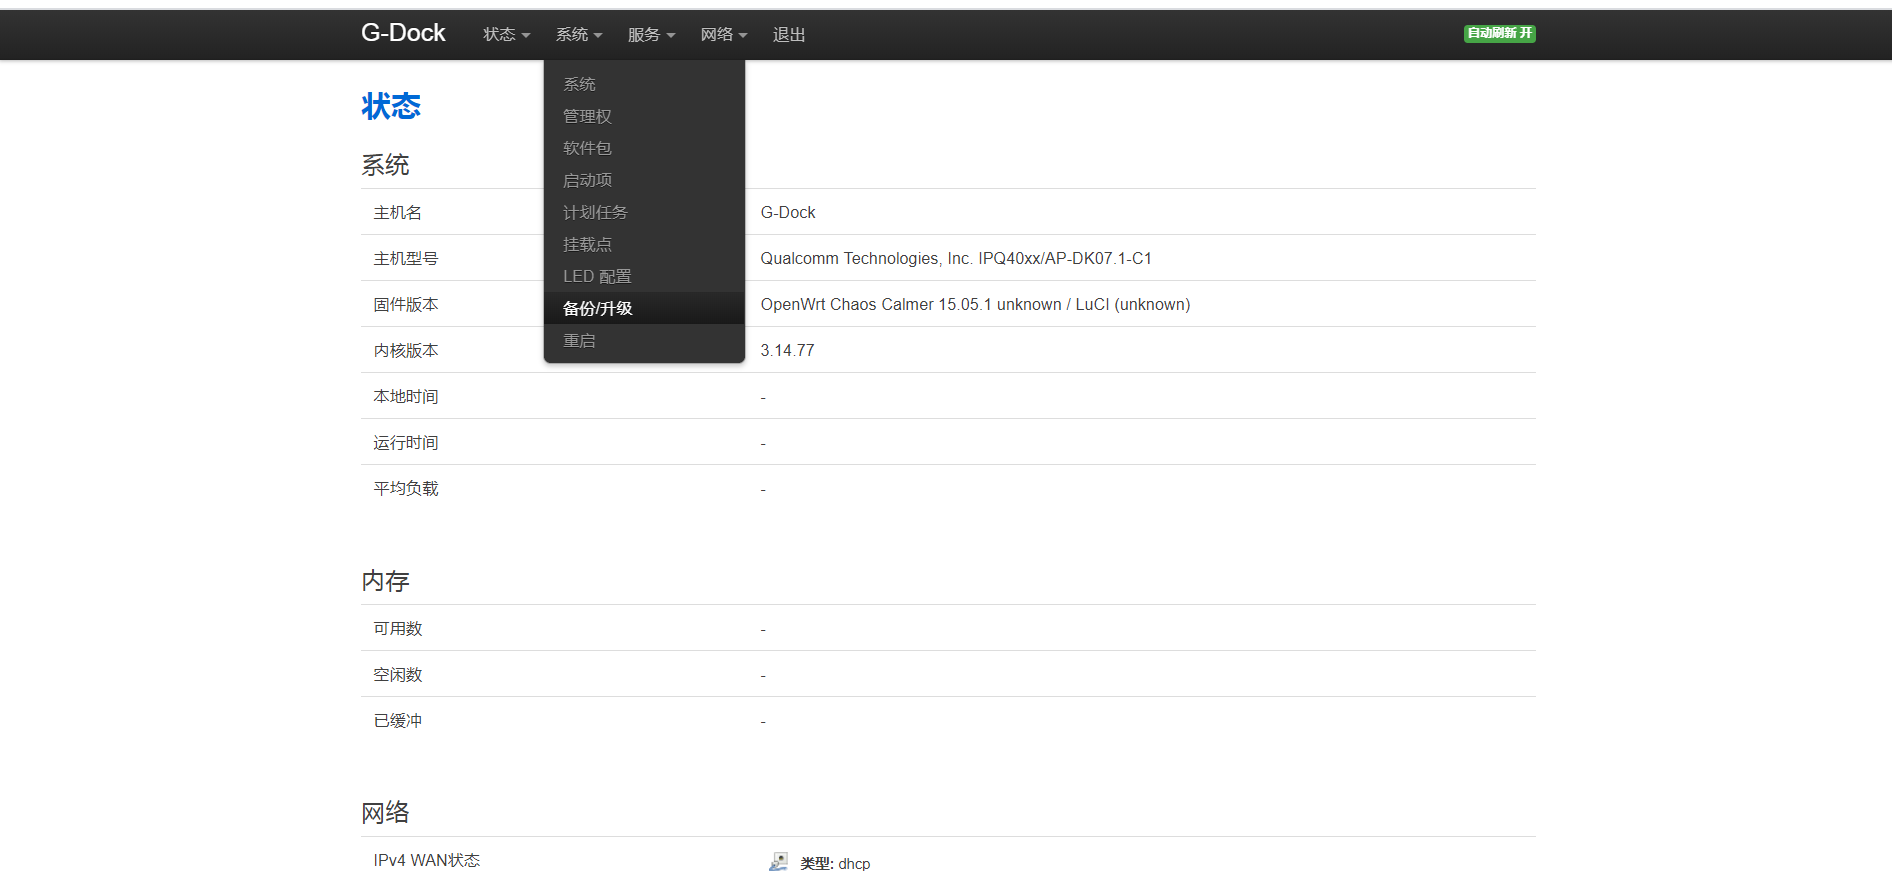 G-Dock 状态 系统 服务 网络 退出 自动刷新 开
系统
管理权
软件包
启动项
计划任务
挂载点
LED 配置
备份/升级
重启
状态
系统
主机名 G-Dock
主机型号 Qualcomm Technologies, Inc. IPQ40xx/AP-DK07.1-C1
固件版本 OpenWrt Chaos Calmer 15.05.1 unknown / LuCI (unknown)
内核版本 3.14.77
本地时间 -
运行时间 -
平均负载 -
内存
可用数 -
空闲数 -
已缓冲 -
网络
IPv4 WAN状态 类型: dhcp